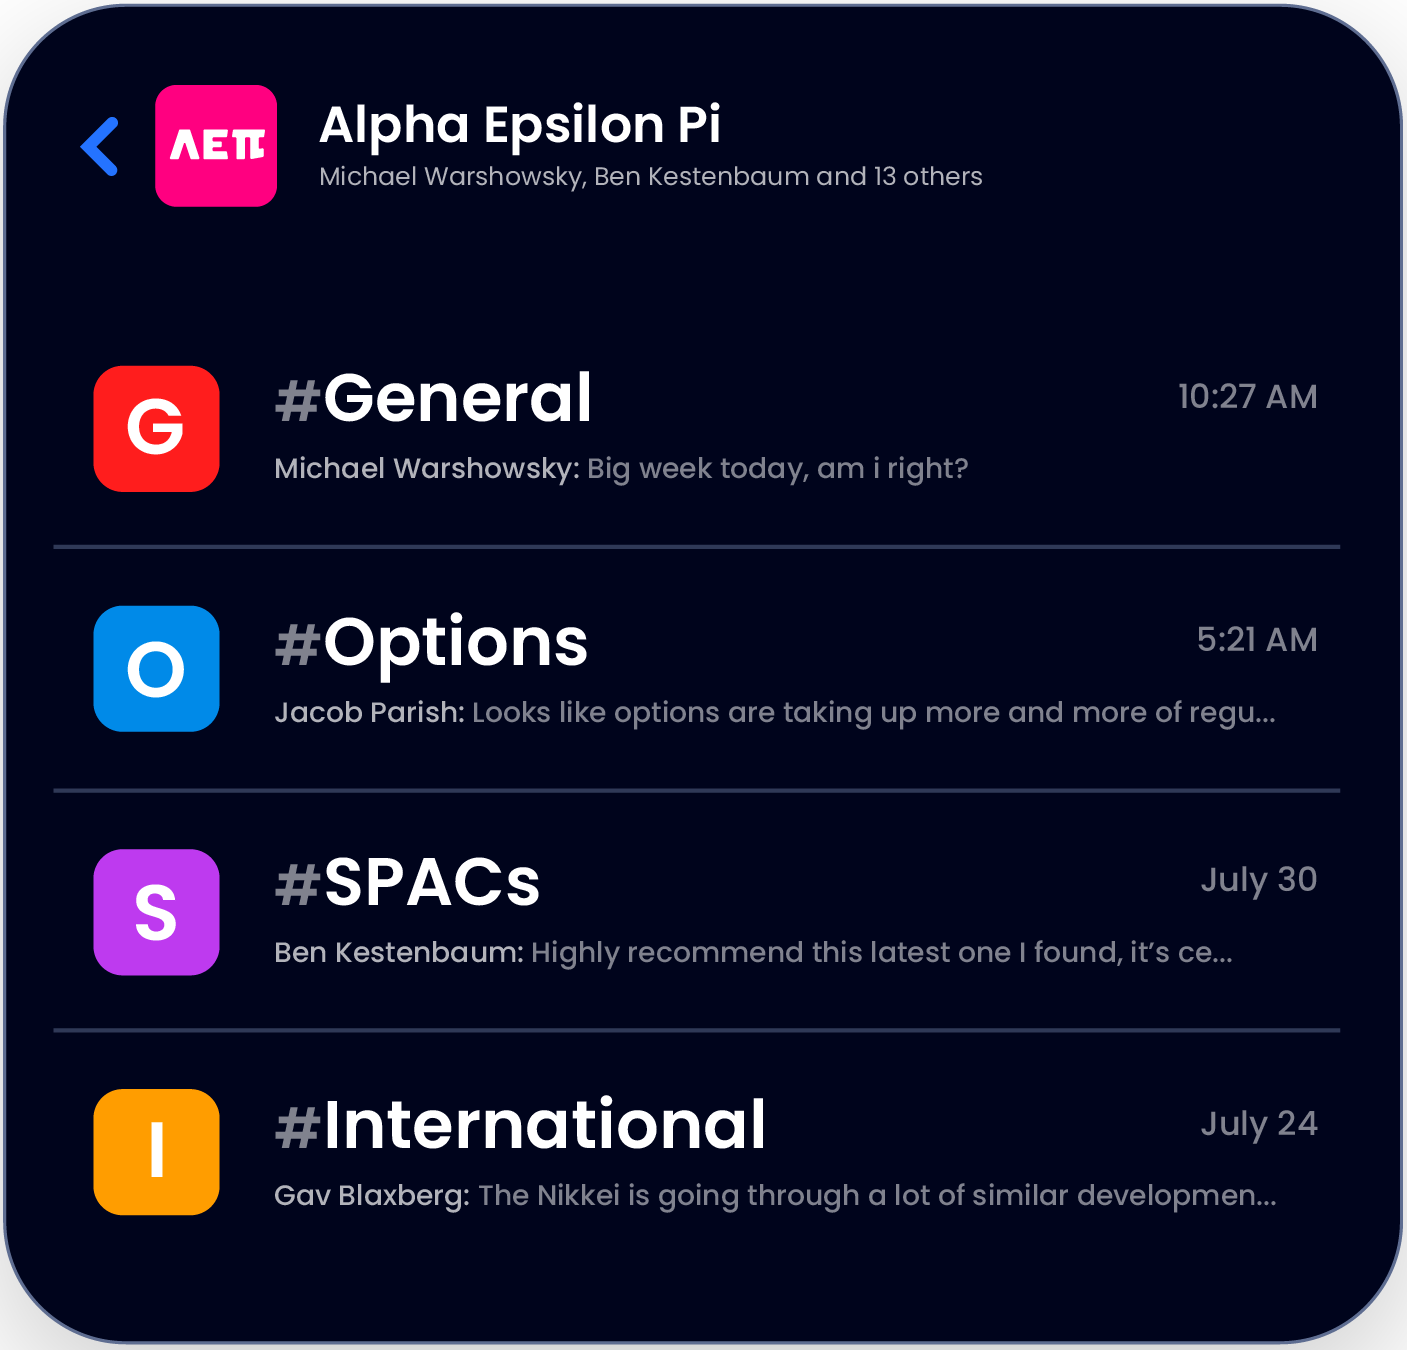 ΛΕπ
Alpha Epsilon Pi
Michael Warshowsky, Ben Kestenbaum and 13 others
G
#General
10:27 AM
Michael Warshowsky: Big week today, am i right?
O
#Options
5:21 AM
Jacob Parish: Looks like options are taking up more and more of regu...
S
#SPACs
July 30
Ben Kestenbaum: Highly recommend this latest one I found, it’s ce...
I
#International
July 24
Gav Blaxberg: The Nikkei is going through a lot of similar developmen...